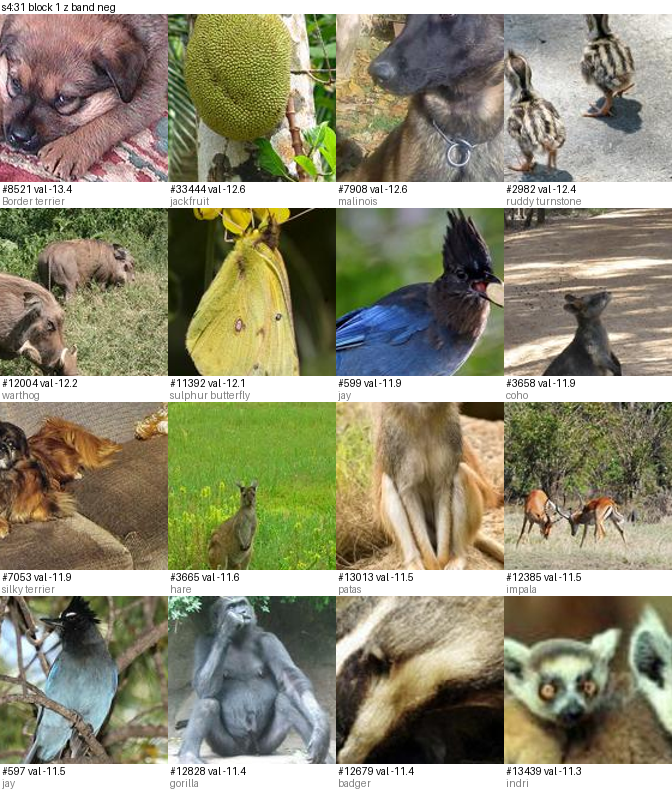 s4:31 block 1 z band neg
#8521 val -13.4
Border terrier
#33444 val -12.6
jackfruit
#7908 val -12.6
malinois
#2982 val -12.4
ruddy turnstone
#12004 val -12.2
warthog
#11392 val -12.1
sulphur butterfly
#599 val -11.9
jay
#3658 val -11.9
coho
#7053 val -11.9
silky terrier
#3665 val -11.6
hare
#13013 val -11.5
patas
#12385 val -11.5
impala
#597 val -11.5
jay
#12828 val -11.4
gorilla
#12679 val -11.4
badger
#13439 val -11.3
indri